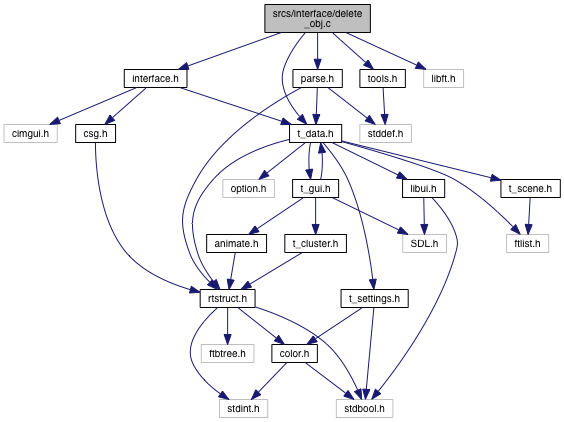 srcs/interface/delete
_obj.c
interface.h
parse.h
tools.h
libft.h
cimgui.h
csg.h
t_data.h
stddef.h
option.h
t_gui.h
libui.h
t_scene.h
animate.h
t_cluster.h
SDL.h
ftlist.h
rtstruct.h
t_settings.h
ftbtree.h
color.h
stdint.h
stdbool.h